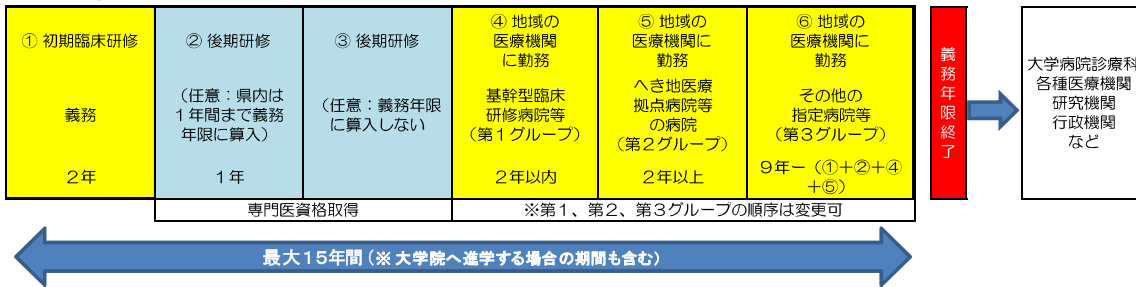 ① 初期臨床研修
義務
2年
② 後期研修
(任意：県内は
1年間まで義務
年限に算入)
1年
③ 後期研修
(任意：義務年限
に算入しない
④ 地域の
医療機関
に勤務
基幹型臨床
研修病院等
(第1グループ)
2年以内
⑤ 地域の
医療機関に
勤務
へき地医療
拠点病院等
の病院
(第2グループ)
2年以上
⑥ 地域の
医療機関に
勤務
その他の
指定病院等
(第3グループ)
9年ー(①+②+④
+⑤)
専門医資格取得
※第1、第2、第3グループの順序は変更可
最大15年間(※ 大学院へ進学する場合の期間も含む)
義務年限終了
大学病院診療科
各種医療機関
研究機関
行政機関
など